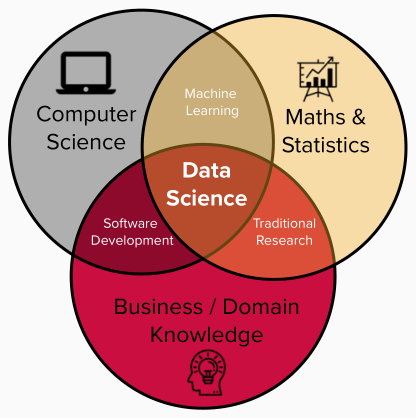 Computer
Science
Machine
Learning
Maths &
Statistics
Data
Science
Software
Development
Traditional
Research
Business / Domain
Knowledge